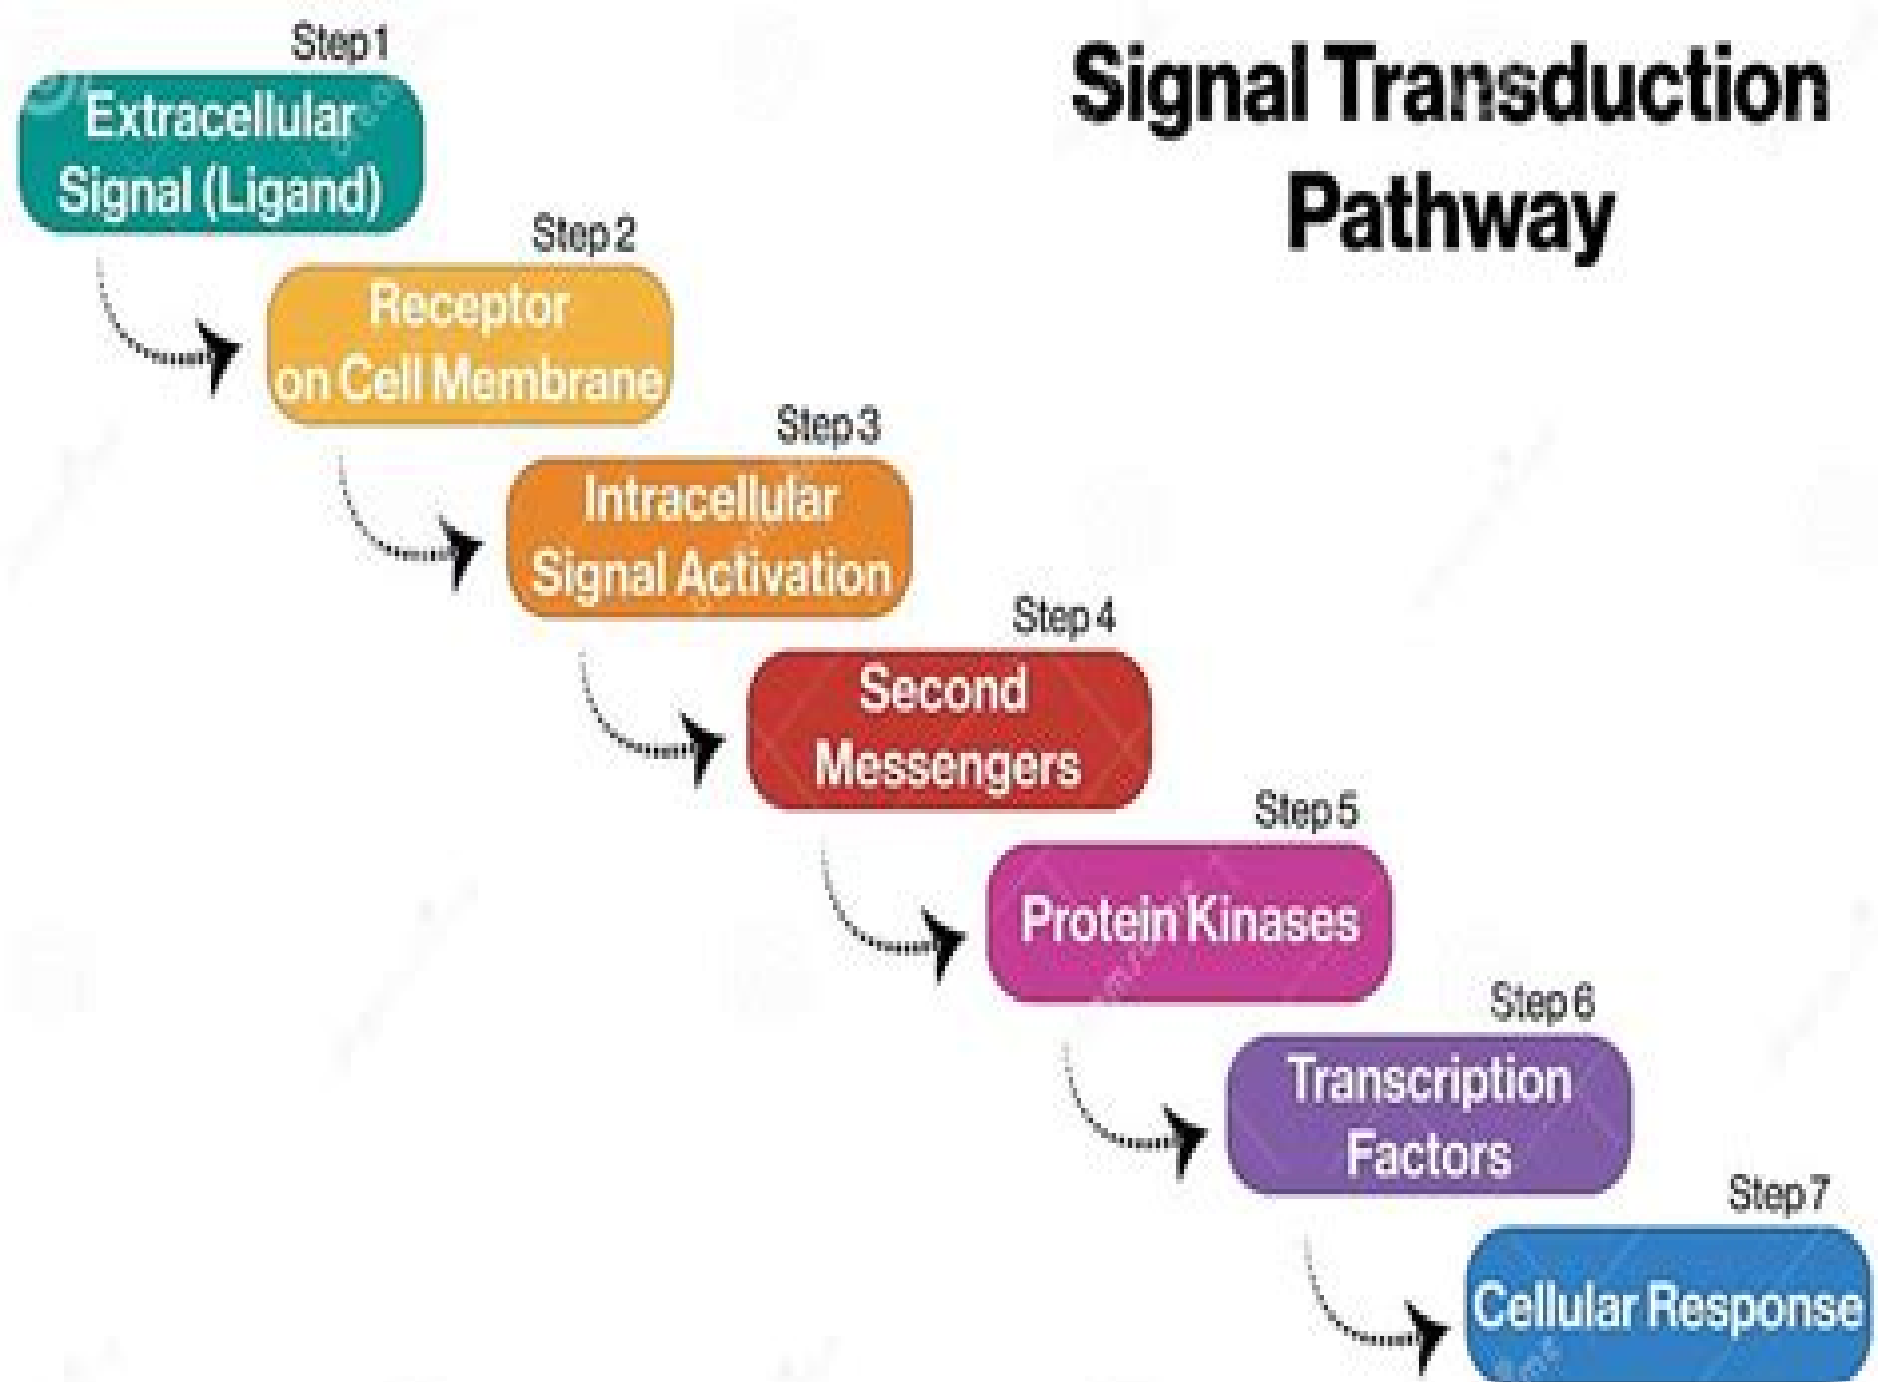 Signal Transduction
Pathway
Step 1
Extracellular
Signal (Ligand)
Step 2
Receptor
on Cell Membrane
Step 3
Intracellular
Signal Activation
Step 4
Second
Messengers
Step 5
Protein Kinases
Step 6
Transcription
Factors
Step 7
Cellular Response